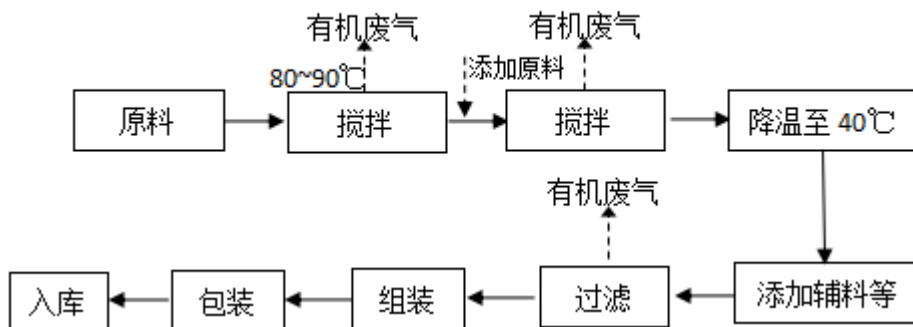 有机废气
有机废气
80~90℃
添加原料
原料
搅拌
搅拌
降温至 40℃
有机废气
入库
包装
组装
过滤
添加辅料等